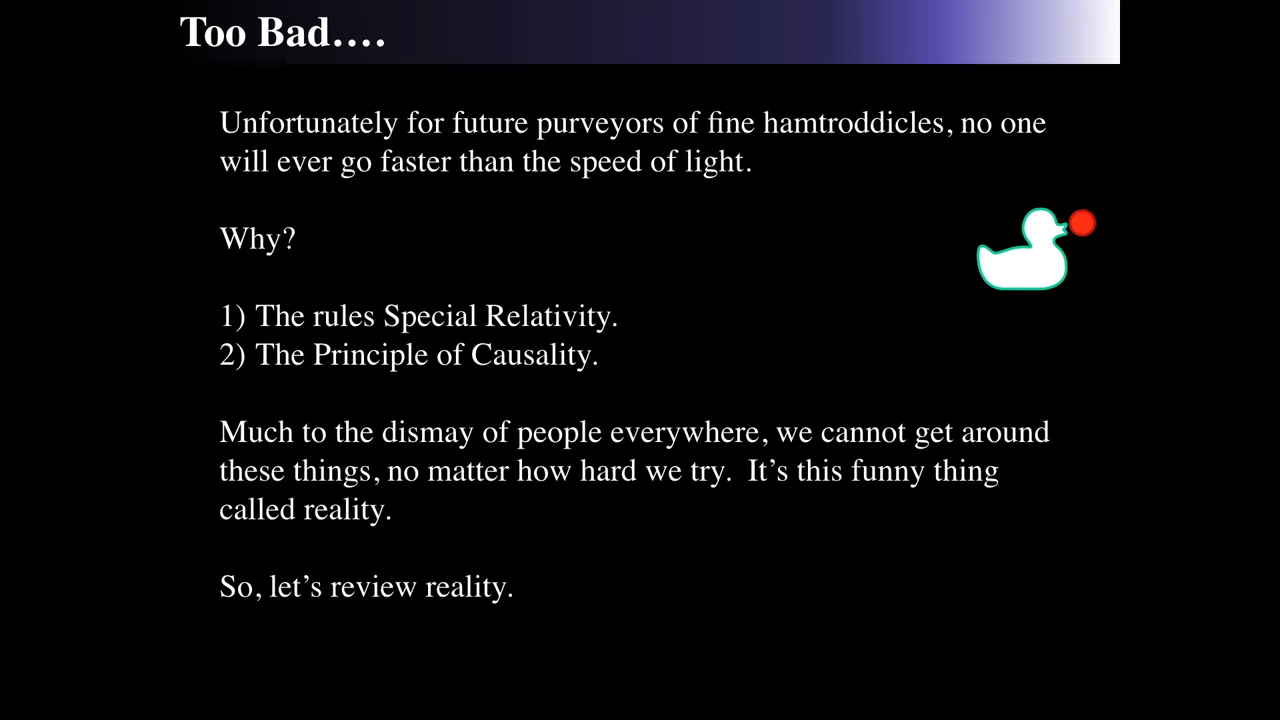 Too Bad....
Unfortunately for future purveyors of fine hamtroddicles, no one
will ever go faster than the speed of light.
Why?
1) The rules Special Relativity.
2) The Principle of Causality.
Much to the dismay of people everywhere, we cannot get around
these things, no matter how hard we try.  It’s this funny thing
called reality.
So, let’s review reality.